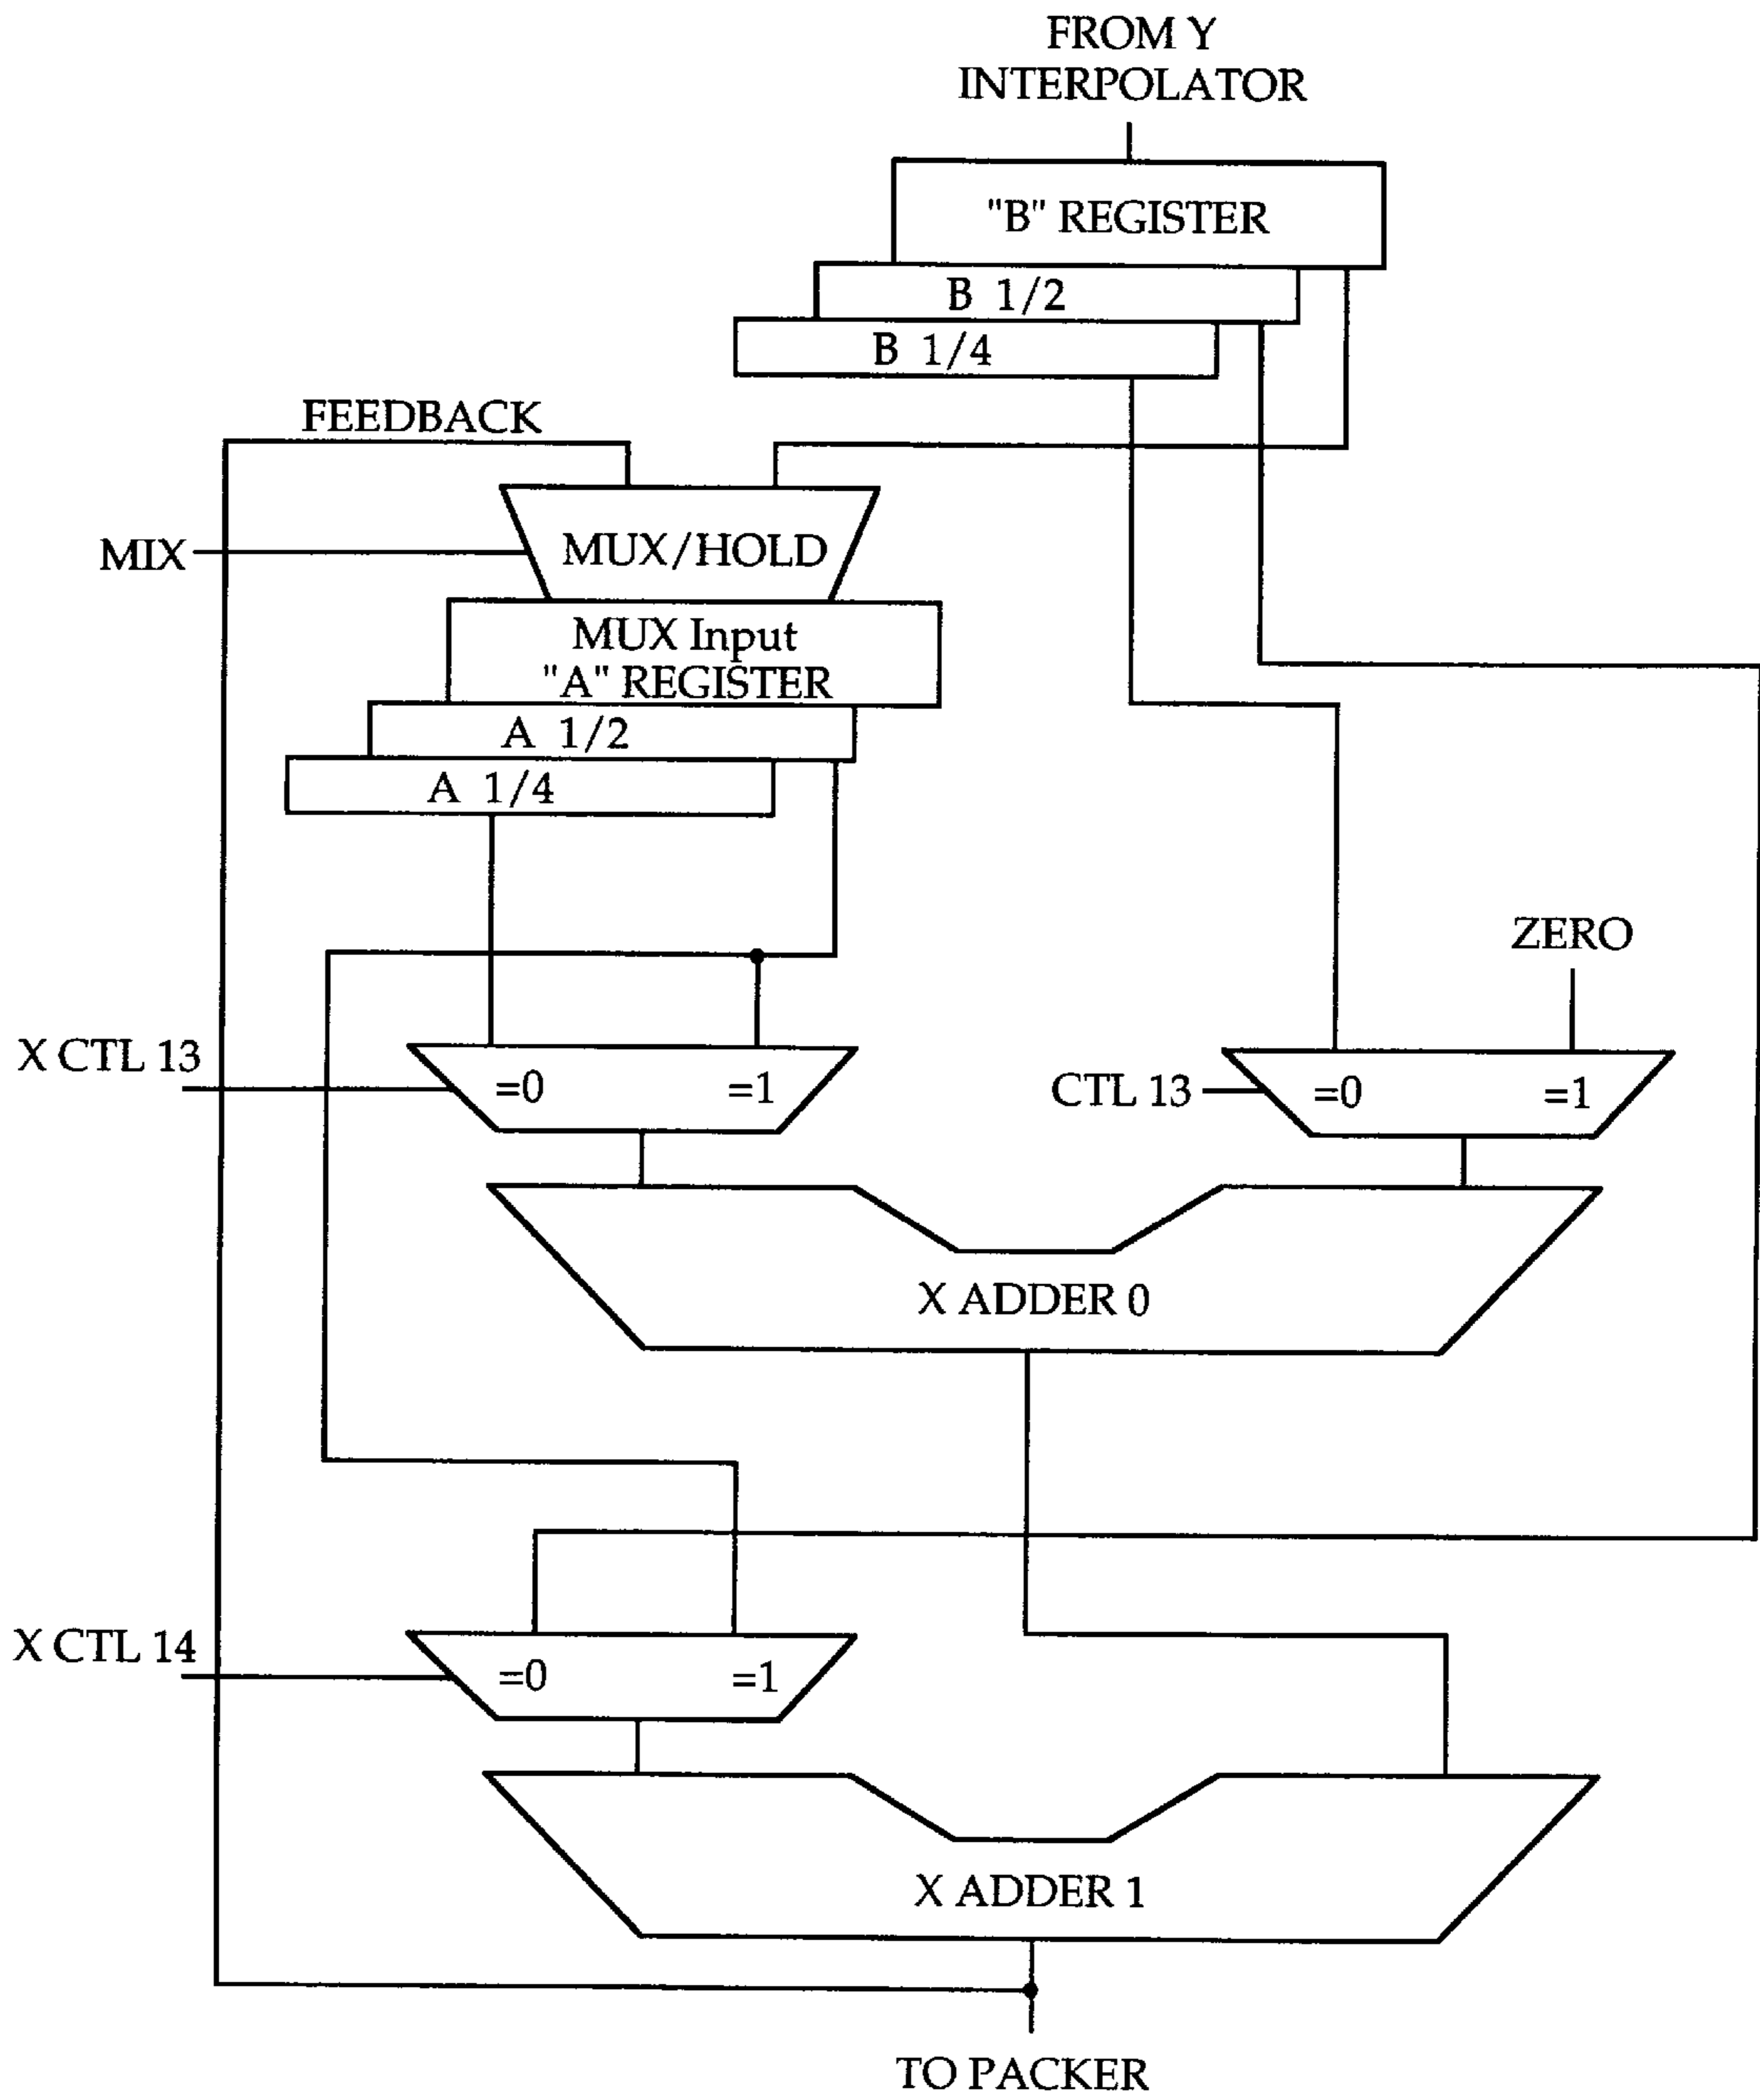 FROM Y
INTERPOLATOR
"B" REGISTER
B 1/2
B 1/4
FEEDBACK
MIX
MUX/HOLD
MUX Input
"A" REGISTER
A 1/2
A 1/4
ZERO
X CTL 13
=0 =1
CTL 13
=0 =1
X ADDER 0
X CTL 14
=0 =1
X ADDER 1
TO PACKER